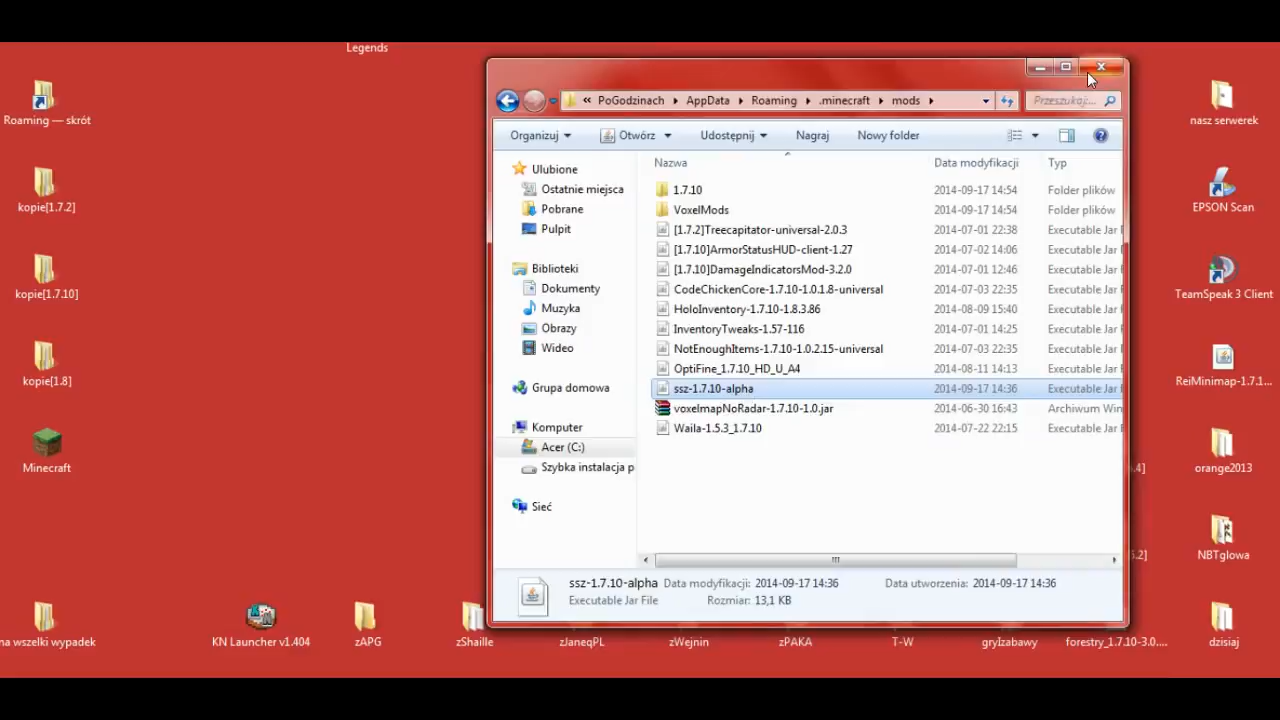 Legends
Roaming — skrót
kopie[1.7.2]
kopie[1.7.10]
kopie[1.8]
Minecraft
na wszelki wypadek
KN Launcher v1.404
zAPG
zShaille
« PoGodzinach AppData Roaming .minecraft mods
Przeszukaj...
Organizuj Otwórz Udostępnij Nagraj Nowy folder
Ulubione
Ostatnie miejsca
Pobrane
Pulpit
Biblioteki
Dokumenty
Muzyka
Obrazy
Wideo
Grupa domowa
Komputer
Acer (C:)
Szybka instalacja p
Sieć
Nazwa Data modyfikacji Typ
1.7.10 2014-09-17 14:54 Folder plików
VoxelMods 2014-09-17 14:54 Folder plików
[1.7.2]Treecapitator-universal-2.0.3 2014-07-01 22:38 Executable Jar F
[1.7.10]ArmorStatusHUD-client-1.27 2014-07-02 14:06 Executable Jar F
[1.7.10]DamageIndicatorsMod-3.2.0 2014-07-01 12:46 Executable Jar F
CodeChickenCore-1.7.10-1.0.1.8-universal 2014-07-03 22:35 Executable Jar F
HoloInventory-1.7.10-1.8.3.86 2014-08-09 15:40 Executable Jar F
InventoryTweaks-1.57-116 2014-07-01 14:25 Executable Jar F
NotEnoughItems-1.7.10-1.0.2.15-universal 2014-07-03 22:35 Executable Jar F
OptiFine_1.7.10_HD_U_A4 2014-08-11 14:13 Executable Jar F
ssz-1.7.10-alpha 2014-09-17 14:36 Executable Jar F
voxelmapNoRadar-1.7.10-1.0.jar 2014-06-30 16:43 Archiwum Win
Waila-1.5.3_1.7.10 2014-07-22 22:15 Executable Jar F
ssz-1.7.10-alpha Data modyfikacji: 2014-09-17 14:36 Data utworzenia: 2014-09-17 14:36
Executable Jar File Rozmiar: 13,1 KB
zJaneqPL
zWejnin
zPAKA
T-W
gryIzabawy
forestry_1.7.10-3.0....
nasz serwerek
EPSON Scan
TeamSpeak 3 Client
ReiMinimap-1.7.1...
.4]
orange2013
.2]
NBTglowa
dzisiaj